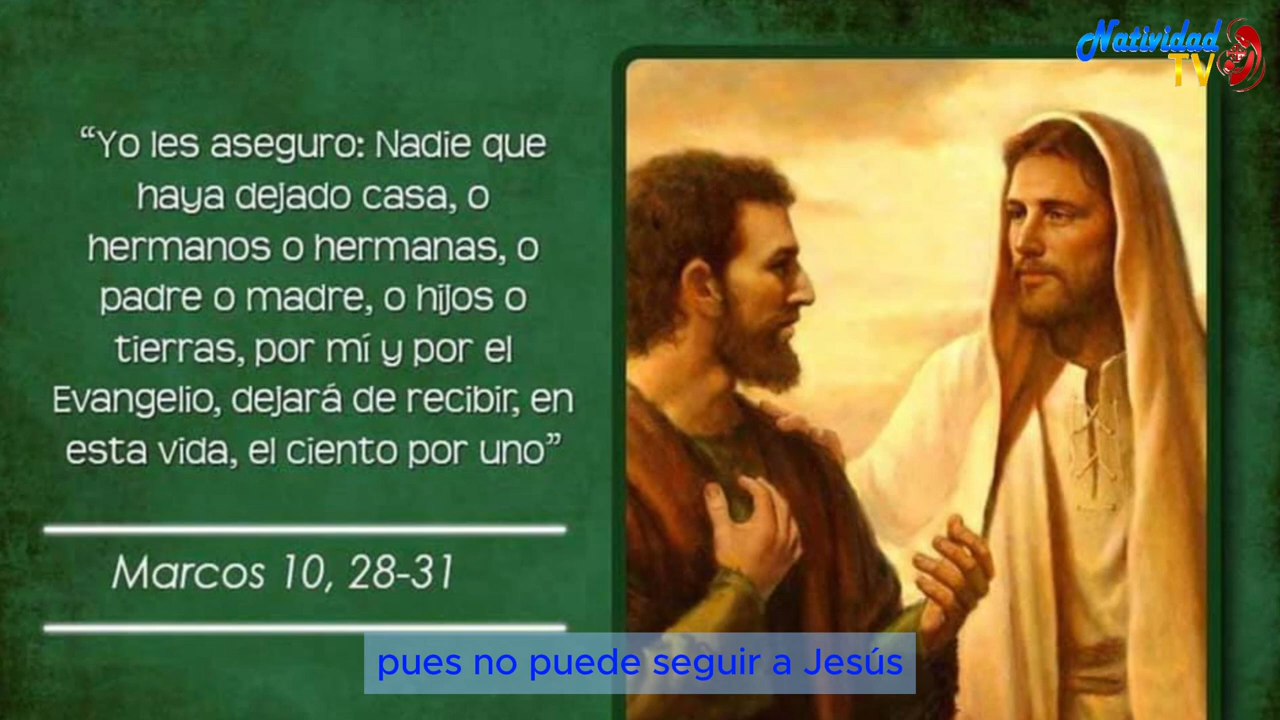 Natividad
TV
“Yo les aseguro: Nadie que
haya dejado casa, o
hermanos o hermanas, o
padre o madre, o hijos o
tierras, por mí y por el
Evangelio, dejará de recibir, en
esta vida, el ciento por uno”
Marcos 10, 28-31
pues no puede seguir a Jesús